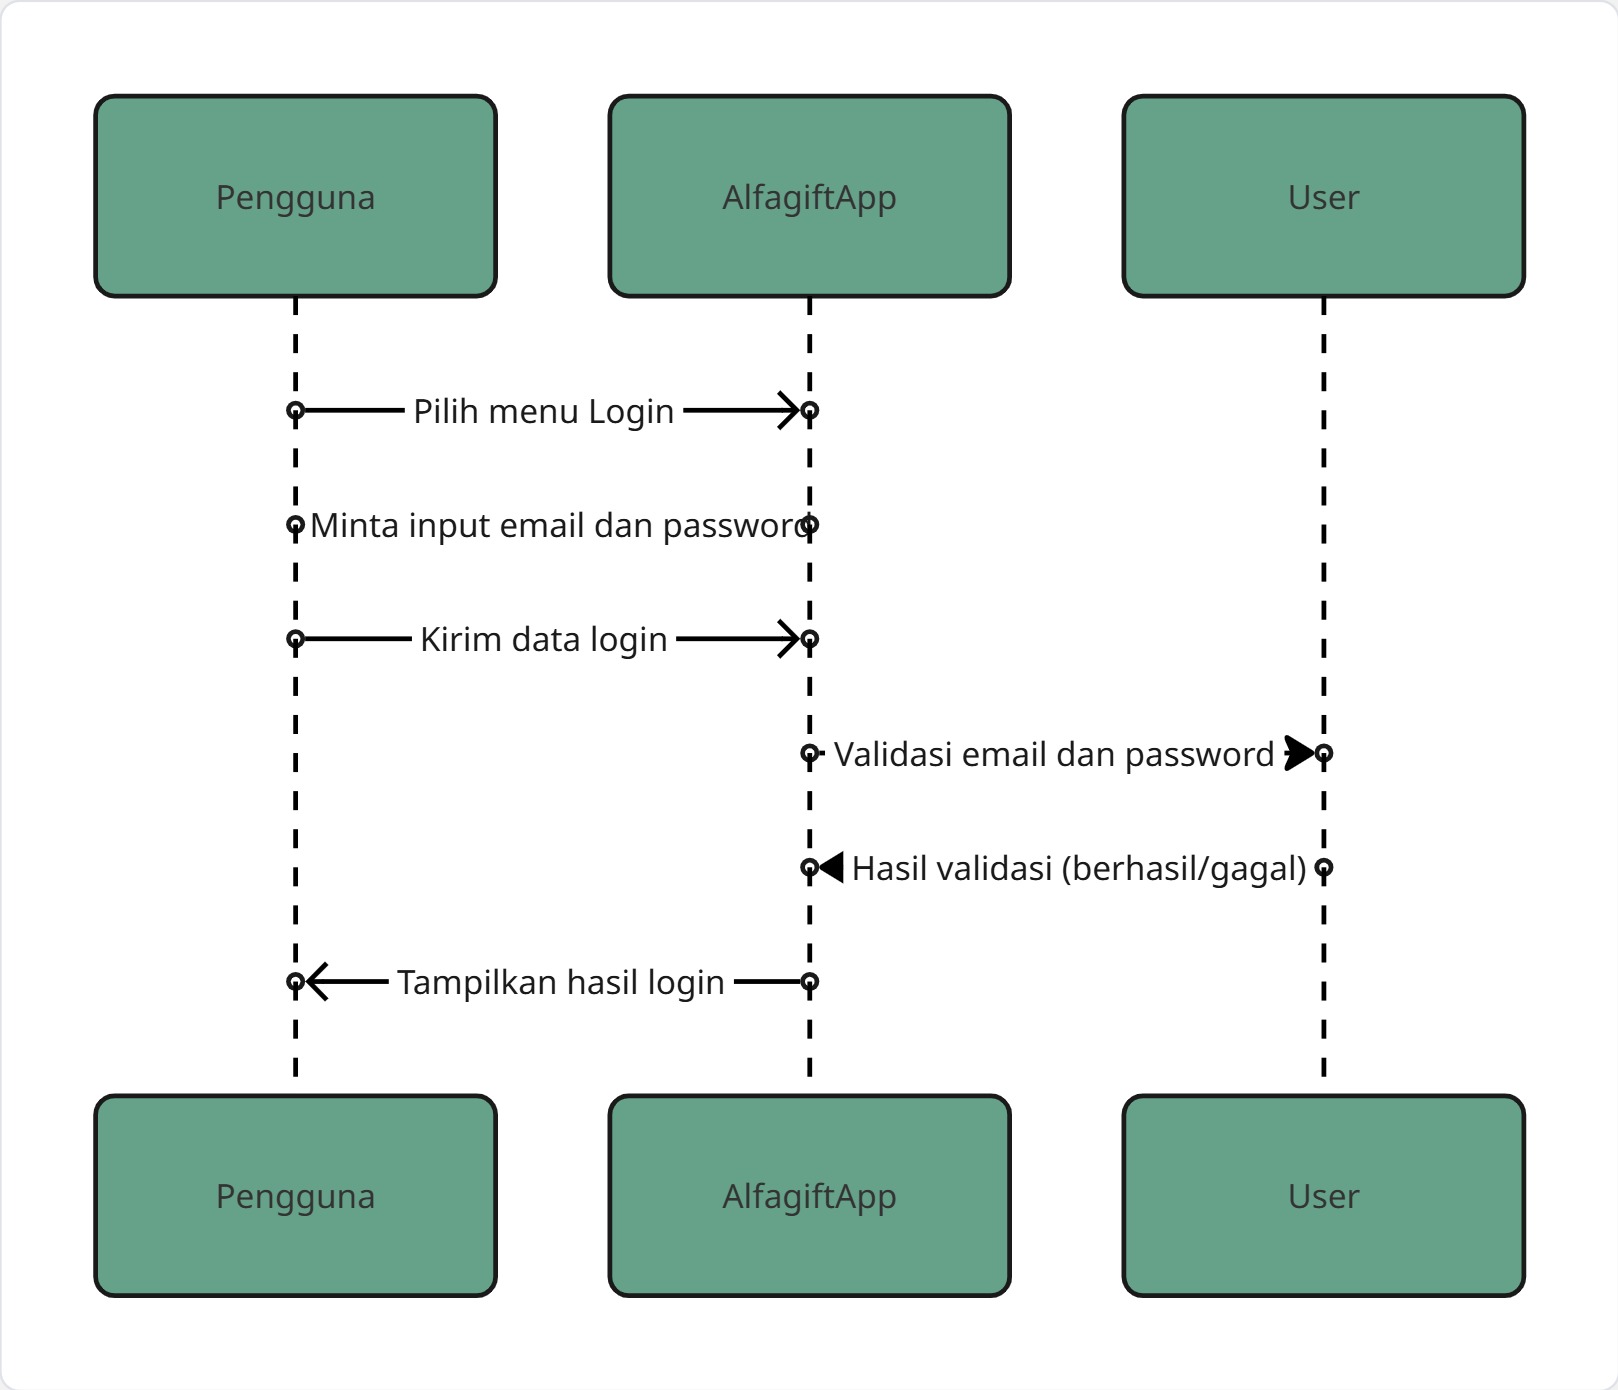 Pengguna
AlfagiftApp
User
Pilih menu Login
Minta input email dan password
Kirim data login
Validasi email dan password
Hasil validasi (berhasil/gagal)
Tampilkan hasil login
Pengguna
AlfagiftApp
User